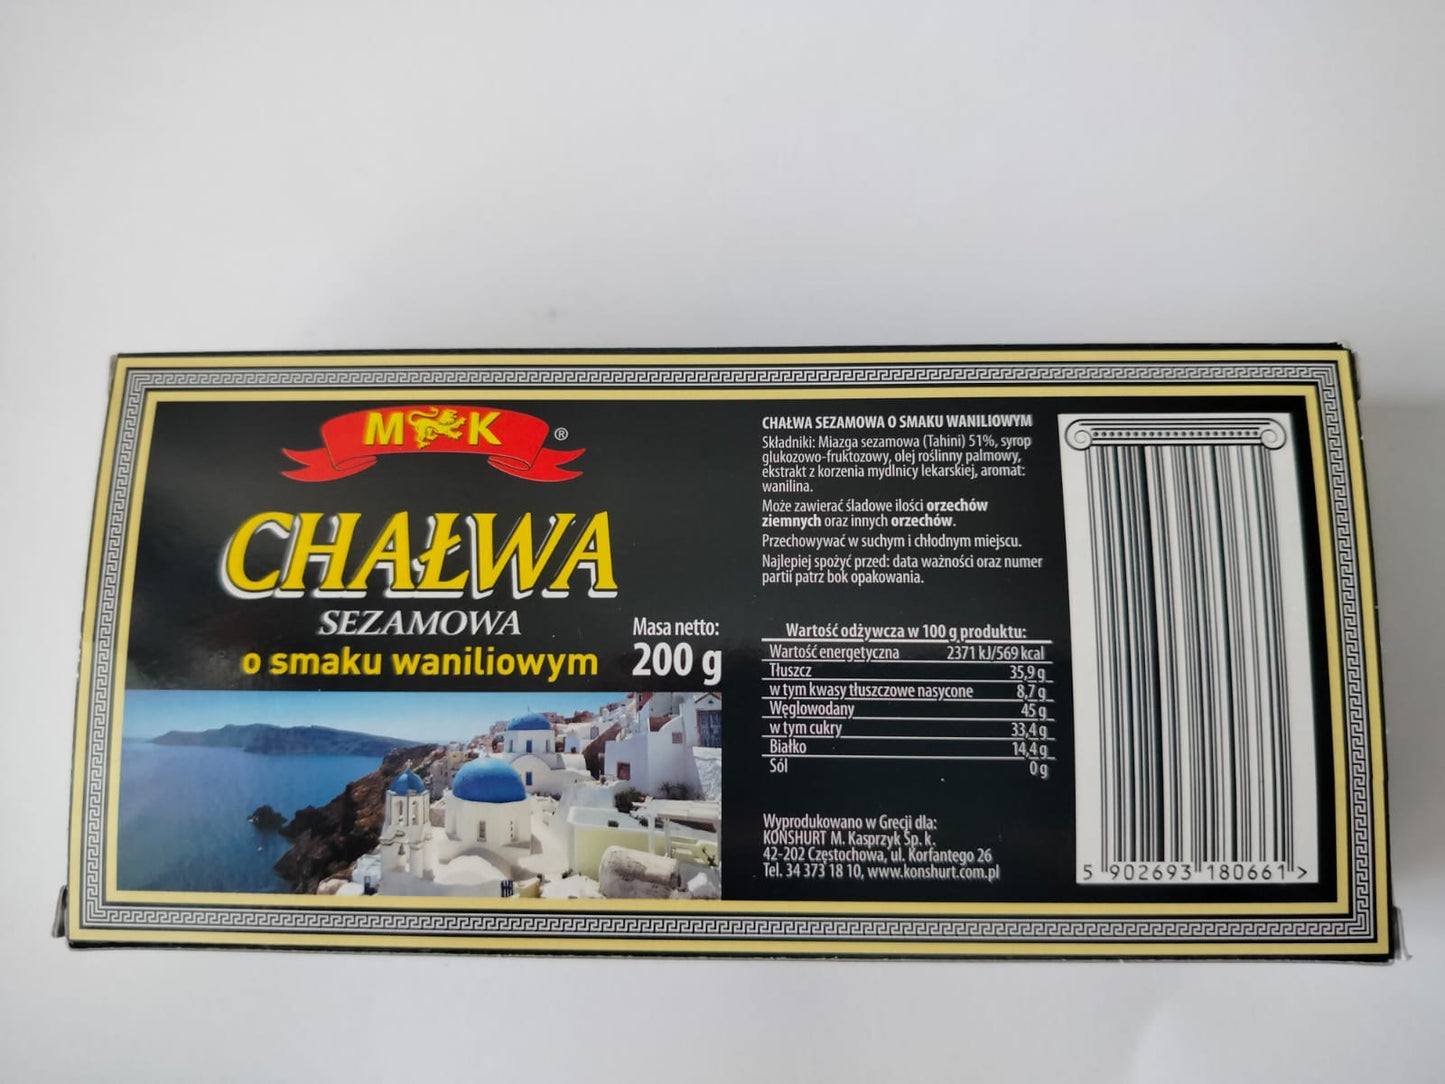 M K ®
CHAŁWA
SEZAMOWA
o smaku waniliowym
Masa netto:
200 g
CHAŁWA SEZAMOWA O SMAKU WANILIOWYM
Składniki: Miazga sezamowa (Tahini) 51%, syrop
glukozowo-fruktozowy, olej roślinny palmowy,
ekstrakt z korzenia mydlnicy lekarskiej, aromat:
wanilina.
Może zawierać śladowe ilości orzechów
ziemnych oraz innych orzechów.
Przechowywać w suchym i chłodnym miejscu.
Najlepiej spożyć przed: data ważności oraz numer
partii patrz bok opakowania.
Wartość odżywcza w 100 g produktu:
Wartość energetyczna 2371 kJ/569 kcal
Tłuszcz 35,9 g
w tym kwasy tłuszczowe nasycone 8,7 g
Węglowodany 45 g
w tym cukry 33,4 g
Białko 14,4 g
Sól 0 g
Wyprodukowano w Grecji dla:
KONSHURT M. Kasprzyk Sp. k.
42-202 Częstochowa, ul. Korfantego 26
Tel. 34 373 18 10, www.konshurt.com.pl
5 902693 180661 >